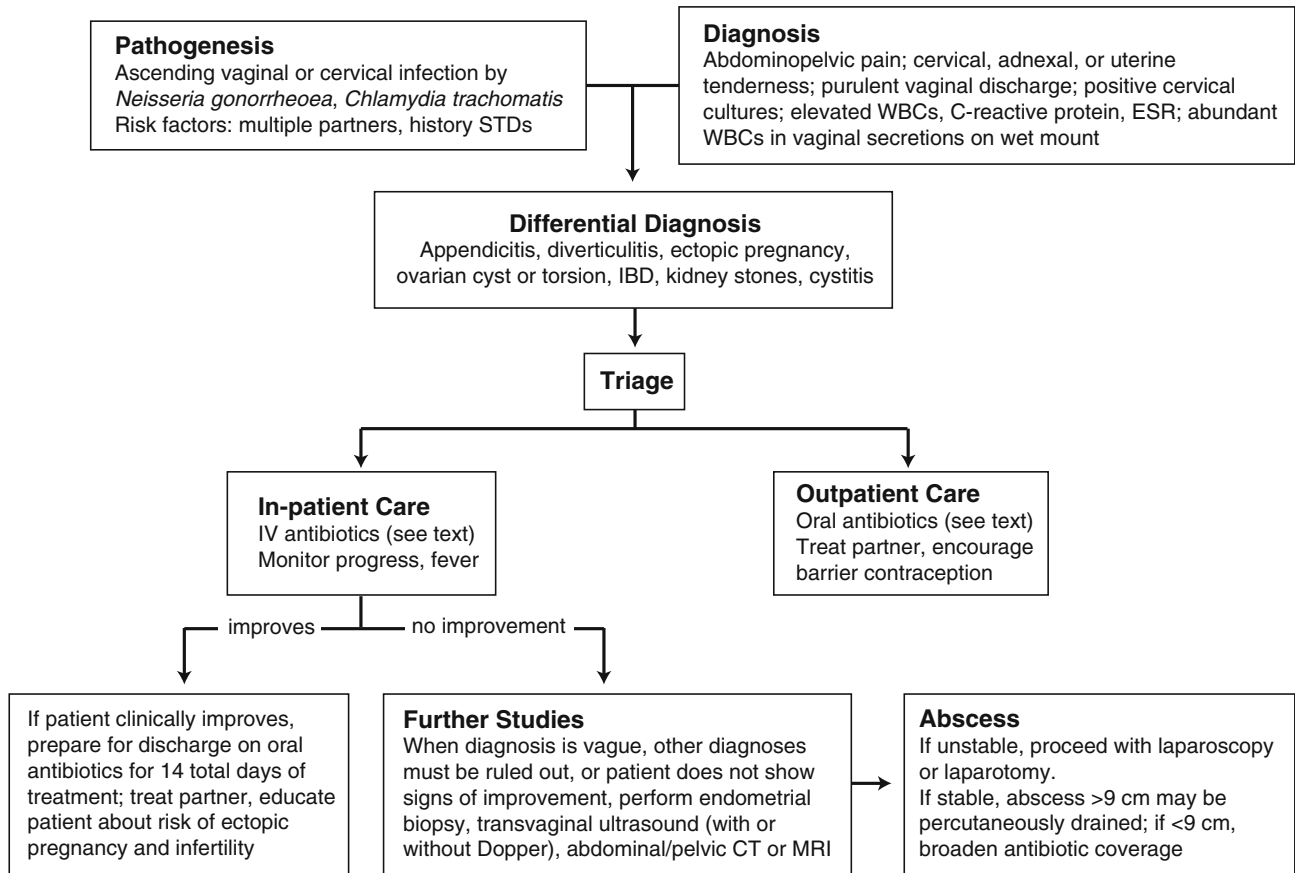 Pathogenesis
Ascending vaginal or cervical infection by
Neisseria gonorrheoea, Chlamydia trachomatis
Risk factors: multiple partners, history STDs
Diagnosis
Abdominopelvic pain; cervical, adnexal, or uterine
tenderness; purulent vaginal discharge; positive cervical
cultures; elevated WBCs, C-reactive protein, ESR; abundant
WBCs in vaginal secretions on wet mount
Differential Diagnosis
Appendicitis, diverticulitis, ectopic pregnancy,
ovarian cyst or torsion, IBD, kidney stones, cystitis
Triage
In-patient Care
IV antibiotics (see text)
Monitor progress, fever
Outpatient Care
Oral antibiotics (see text)
Treat partner, encourage
barrier contraception
improves
no improvement
If patient clinically improves,
prepare for discharge on oral
antibiotics for 14 total days of
treatment; treat partner, educate
patient about risk of ectopic
pregnancy and infertility
Further Studies
When diagnosis is vague, other diagnoses
must be ruled out, or patient does not show
signs of improvement, perform endometrial
biopsy, transvaginal ultrasound (with or
without Dopper), abdominal/pelvic CT or MRI
Abscess
If unstable, proceed with laparoscopy
or laparotomy.
If stable, abscess >9 cm may be
percutaneously drained; if <9 cm,
broaden antibiotic coverage